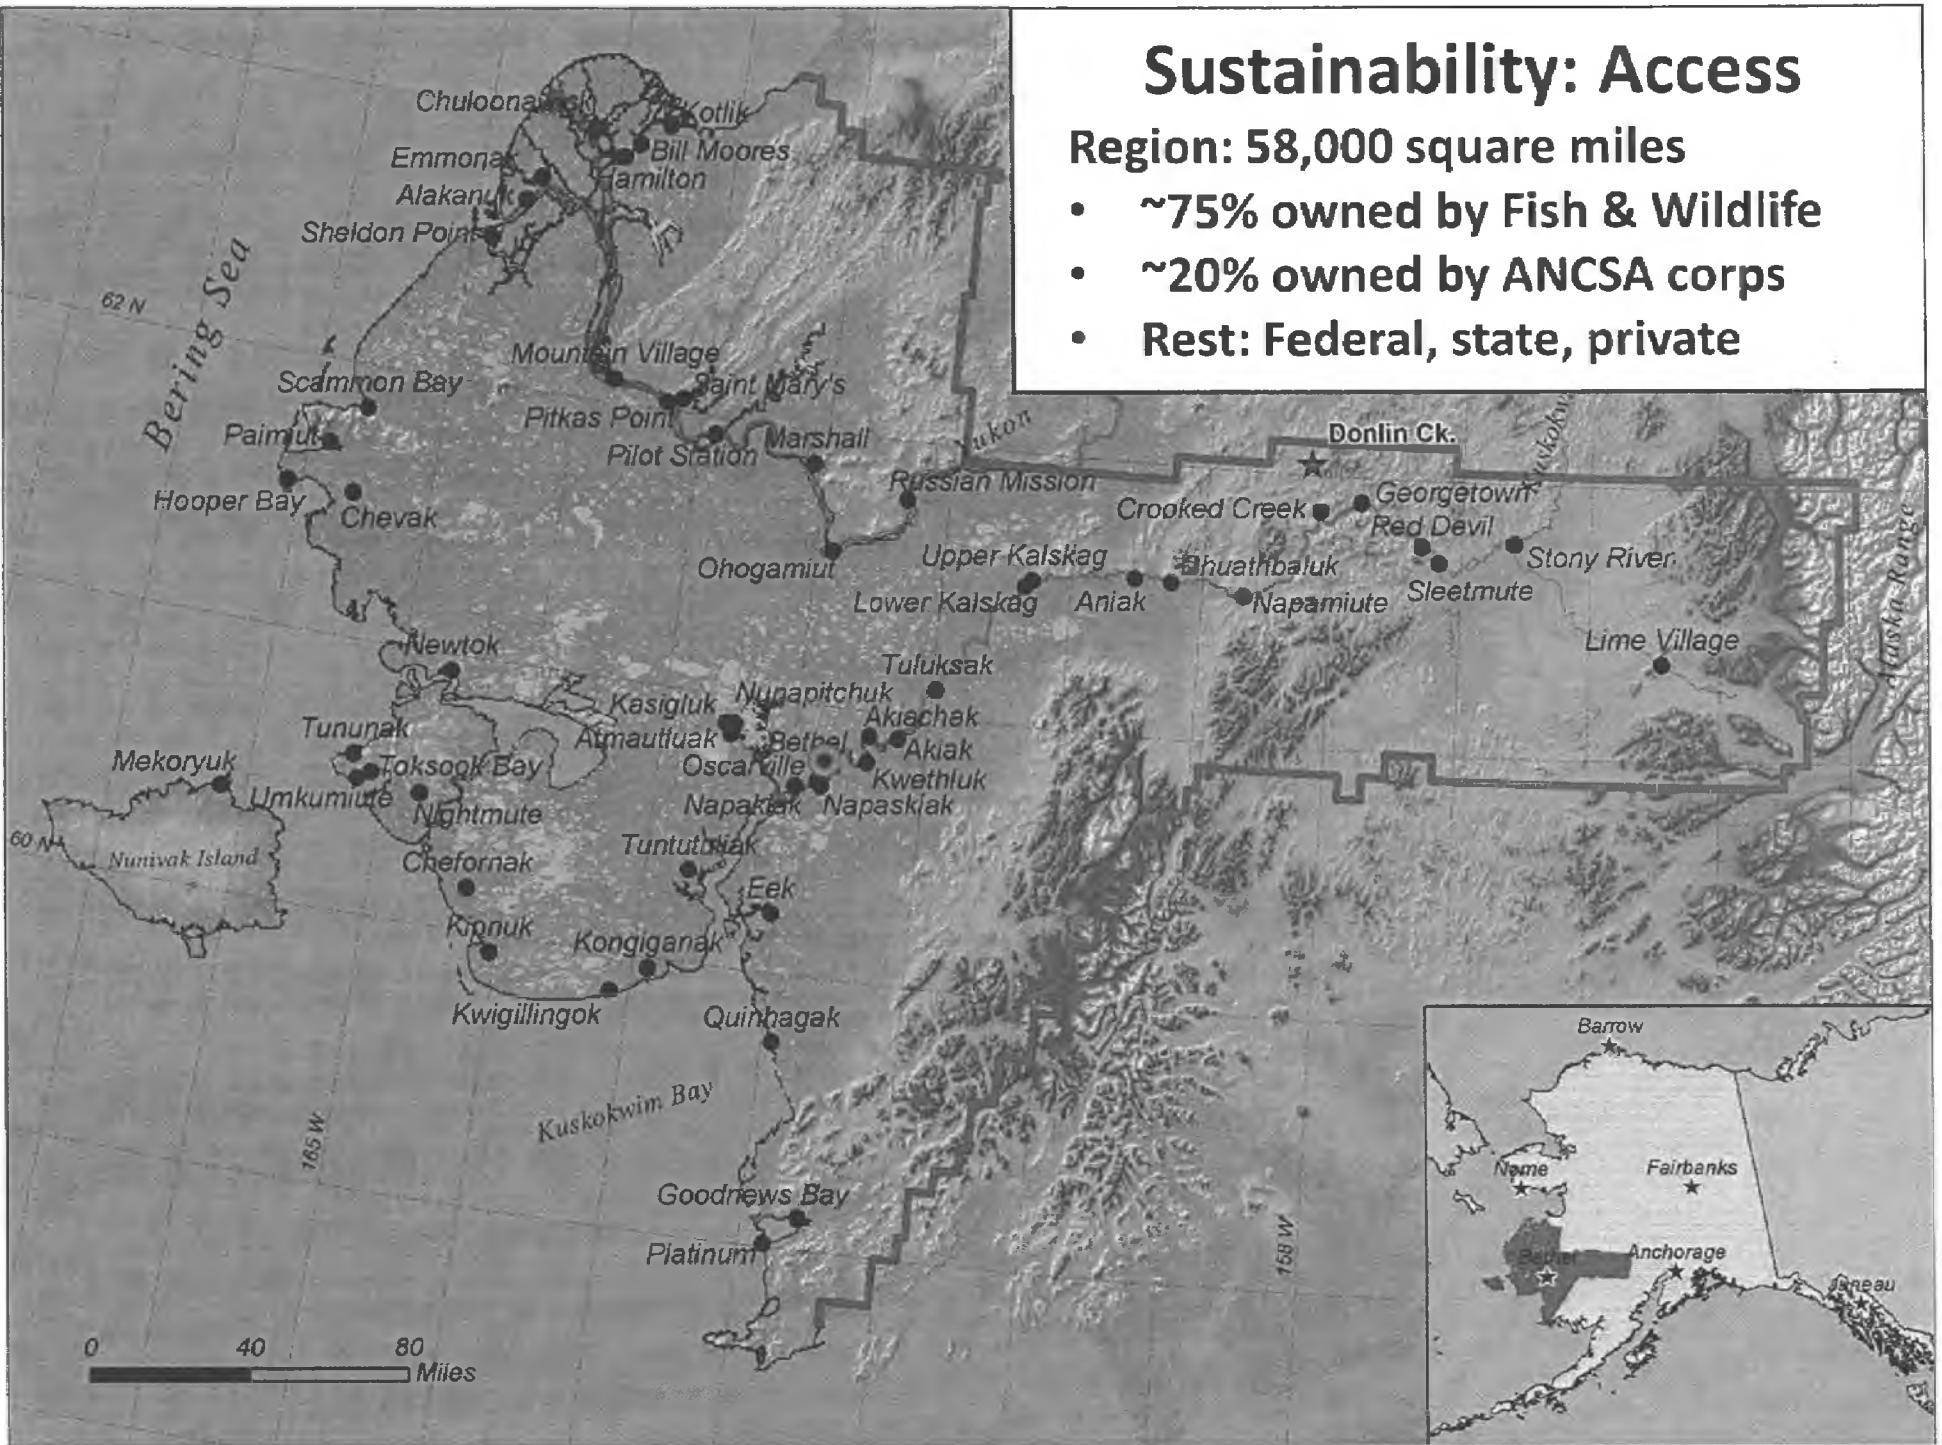 Sustainability: Access
Region: 58,000 square miles
• ~75% owned by Fish & Wildlife
• ~20% owned by ANCSA corps
• Rest: Federal, state, private
Kotlik
Emmonak
Bill Moores
Hamilton
Alakanuk
Sheldon Point
Bering Sea
62 N
Mountain Village
Scammon Bay
Saint Mary's
Pitkas Point
Paimiut
Pilot Station
Marshall
Yukon
Donlin Ck.
Hooper Bay
Chevak
Russian Mission
Crooked Creek
Georgetown
Red Devil
Ohogamiut
Upper Kalskag
Chuathbaluk
Stony River
Lower Kalskag
Aniak
Napamiute
Sleetmute
Alaska Range
Newtok
Lime Village
Tuluksak
Kasigluk
Nunapitchuk
Akiachak
Tununak
Atmautluak
Bethel
Akiak
Mekoryuk
Toksook Bay
Oscarville
Kwethluk
Umkumiute
Nightmute
Napakiak
Napaskiak
60 N
Nunivak Island
Chefornak
Tuntutuliak
Eek
Kipnuk
Kongiganak
Kwigillingok
Quinhagak
Kuskokwim Bay
165 W
Goodnews Bay
Platinum
158 W
0 40 80
Miles
Barrow
Nome
Fairbanks
Bethel
Anchorage
Juneau